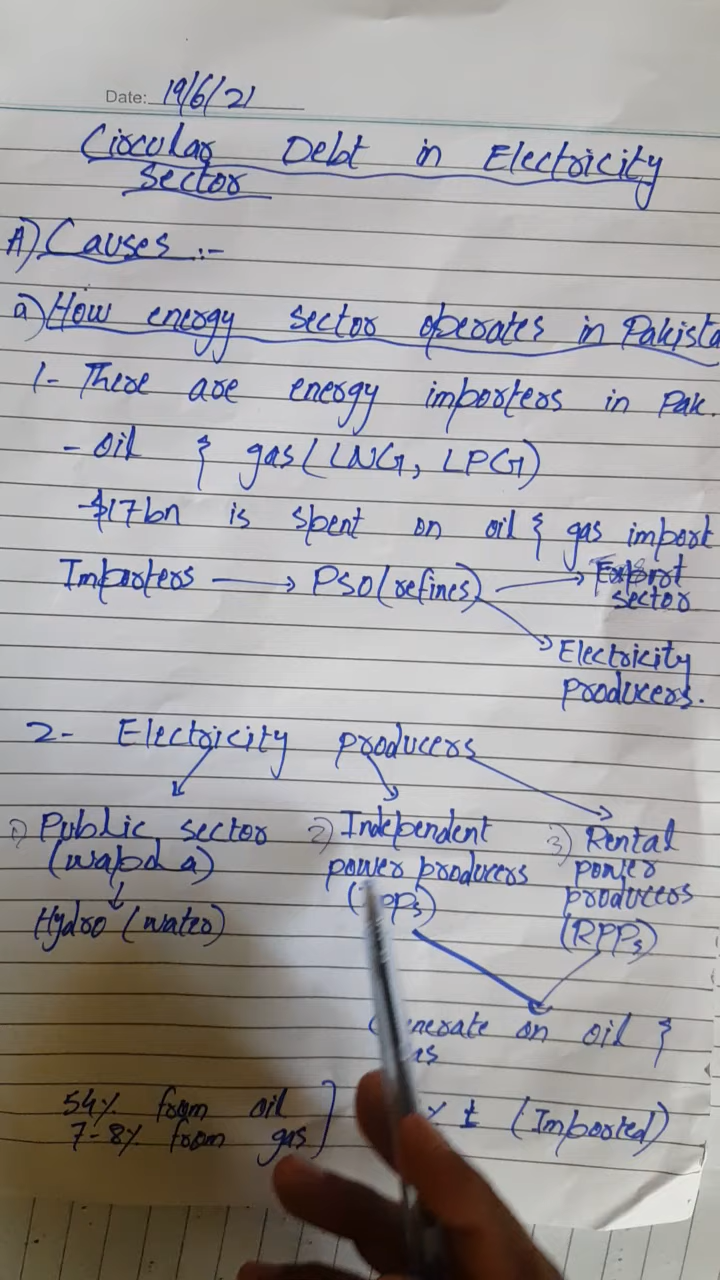 Date: 19/6/21
Circular Debt in Electricity
Sector
A) Causes :-
a) How energy sector operates in Pakista
1- There are energy importers in Pak.
- Oil & gas (LNG, LPG)
- $17bn is spent on oil & gas import
Importers → PSO (refines) → Export sector
→ Electricity producers.
2- Electricity producers
1) Public sector (wapda)
↓
Hydro (water)
2) Independent power producers (IPPs)
3) Rental power producers (RPPs)
Generate on oil &
54% from oil
7-8% from gas
% ± (Imported)